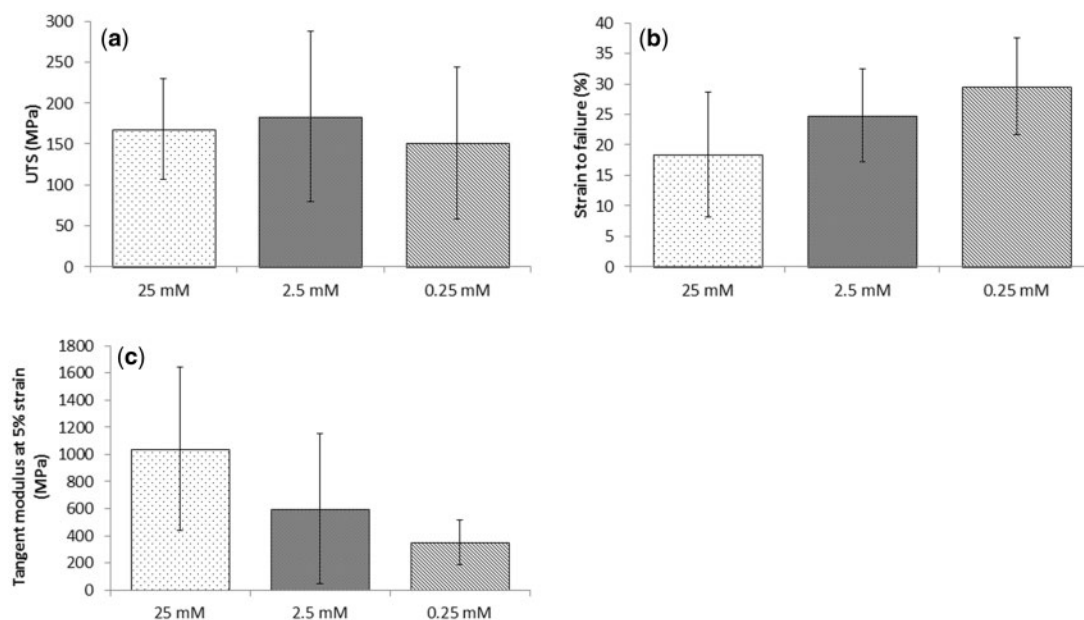 (a)
UTS (MPa)
300
250
200
150
100
50
0
25 mM
2.5 mM
0.25 mM
(b)
Strain to failure (%)
40
35
30
25
20
15
10
5
0
25 mM
2.5 mM
0.25 mM
(c)
Tangent modulus at 5% strain
(MPa)
1800
1600
1400
1200
1000
800
600
400
200
0
25 mM
2.5 mM
0.25 mM